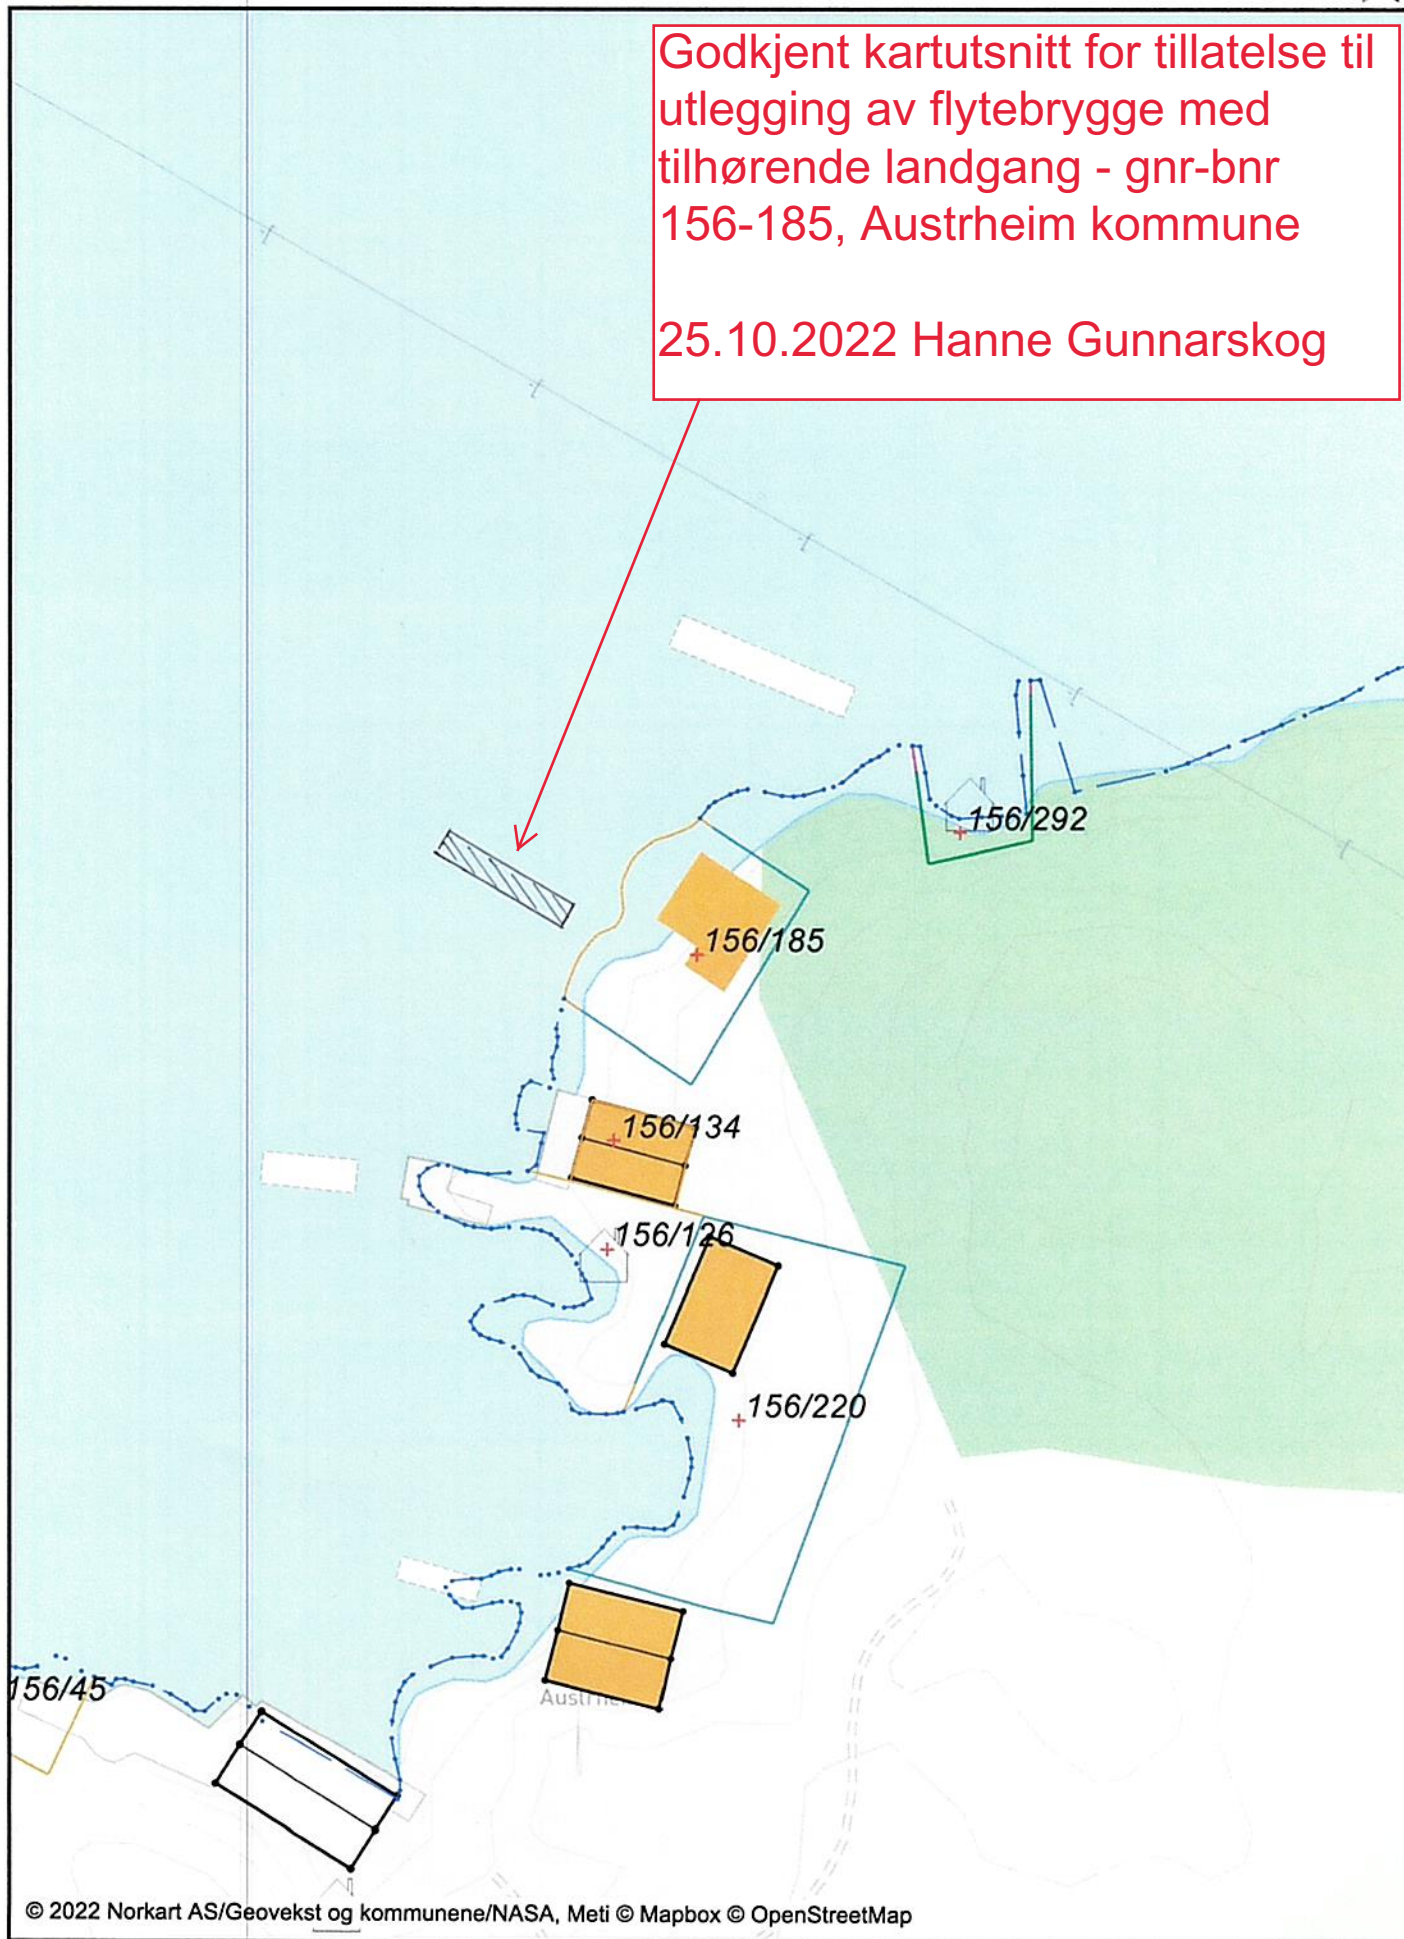 Godkjent kartutsnitt for tillatelse til
utlegging av flytebrygge med
tilhørende landgang - gnr-bnr
156-185, Austrheim kommune
25.10.2022 Hanne Gunnarskog
156/292
156/185
156/134
156/126
156/220
156/45
© 2022 Norkart AS/Geovekst og kommunene/NASA, Meti © Mapbox © OpenStreetMap